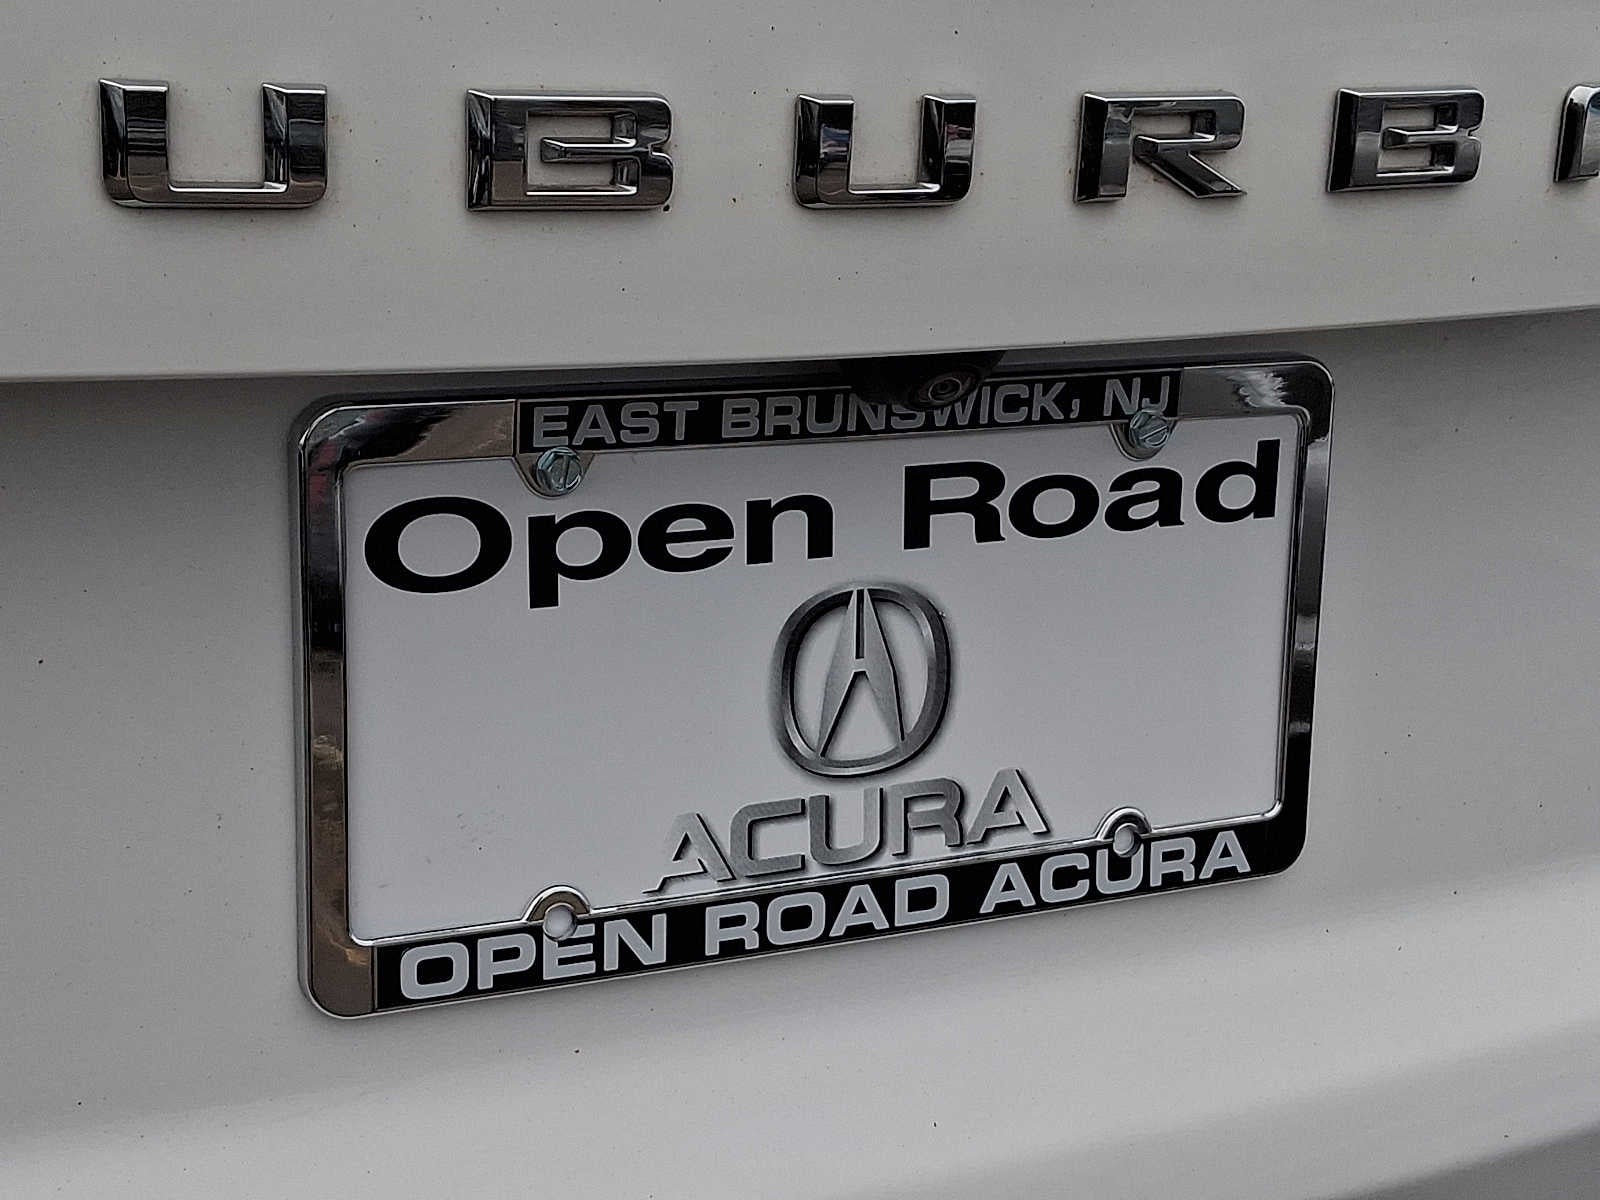 UBURB
EAST BRUNSWICK, NJ
Open Road
ACURA
OPEN ROAD ACURA